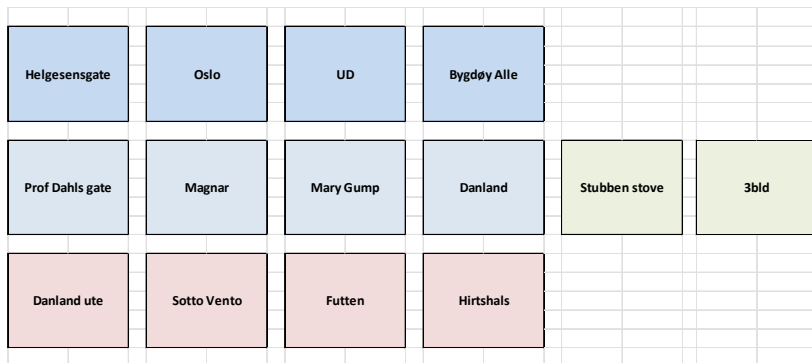 Helgesensgate
Oslo
UD
Bygdøy Alle
Prof Dahls gate
Magnar
Mary Gump
Danland
Stubben stove
3bld
Danland ute
Sotto Vento
Futten
Hirtshals